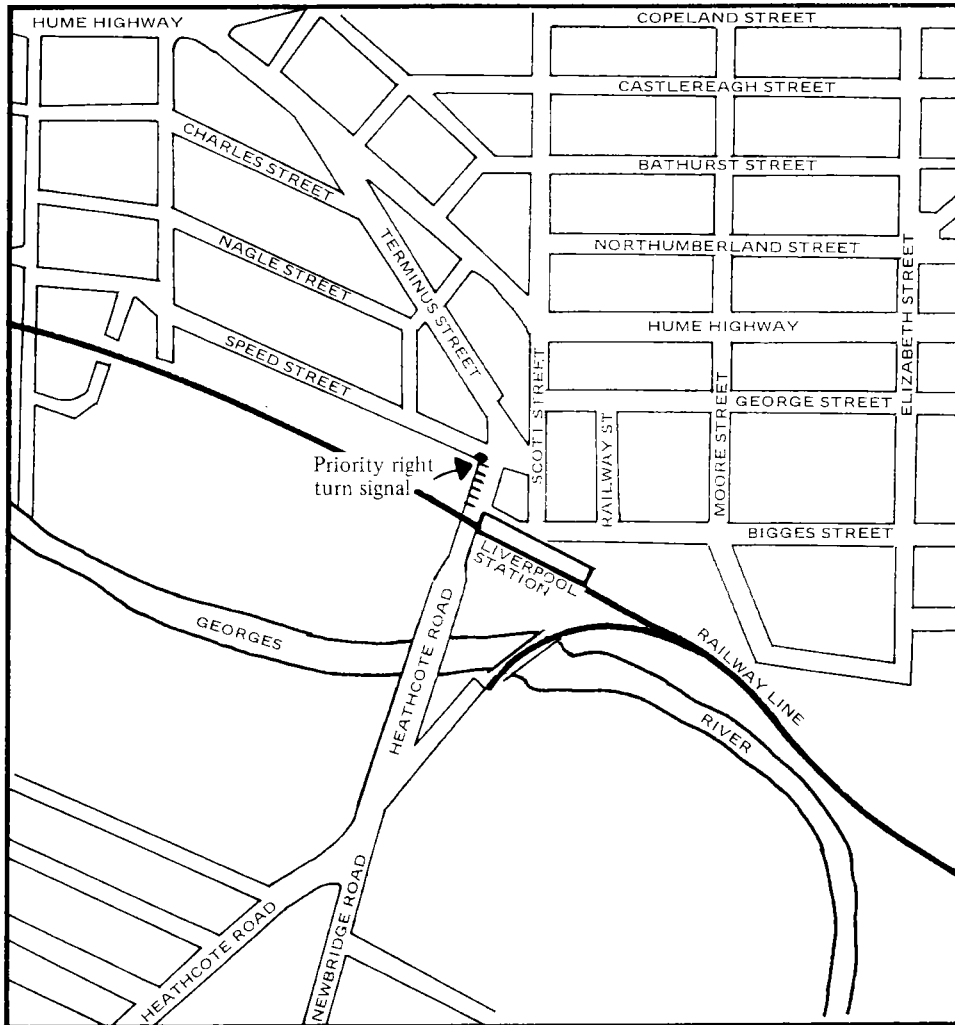 HUME HIGHWAY
COPELAND STREET
CASTLEREAGH STREET
CHARLES STREET
BATHURST STREET
NAGLE STREET
TERMINUS STREET
NORTHUMBERLAND STREET
ELIZABETH STREET
HUME HIGHWAY
SPEED STREET
SCOTT STREET
RAILWAY ST
MOORE STREET
GEORGE STREET
Priority right
turn signal
BIGGES STREET
LIVERPOOL
STATION
HEATHCOTE ROAD
GEORGES
RAILWAY LINE
RIVER
HEATHCOTE ROAD
NEWBRIDGE ROAD